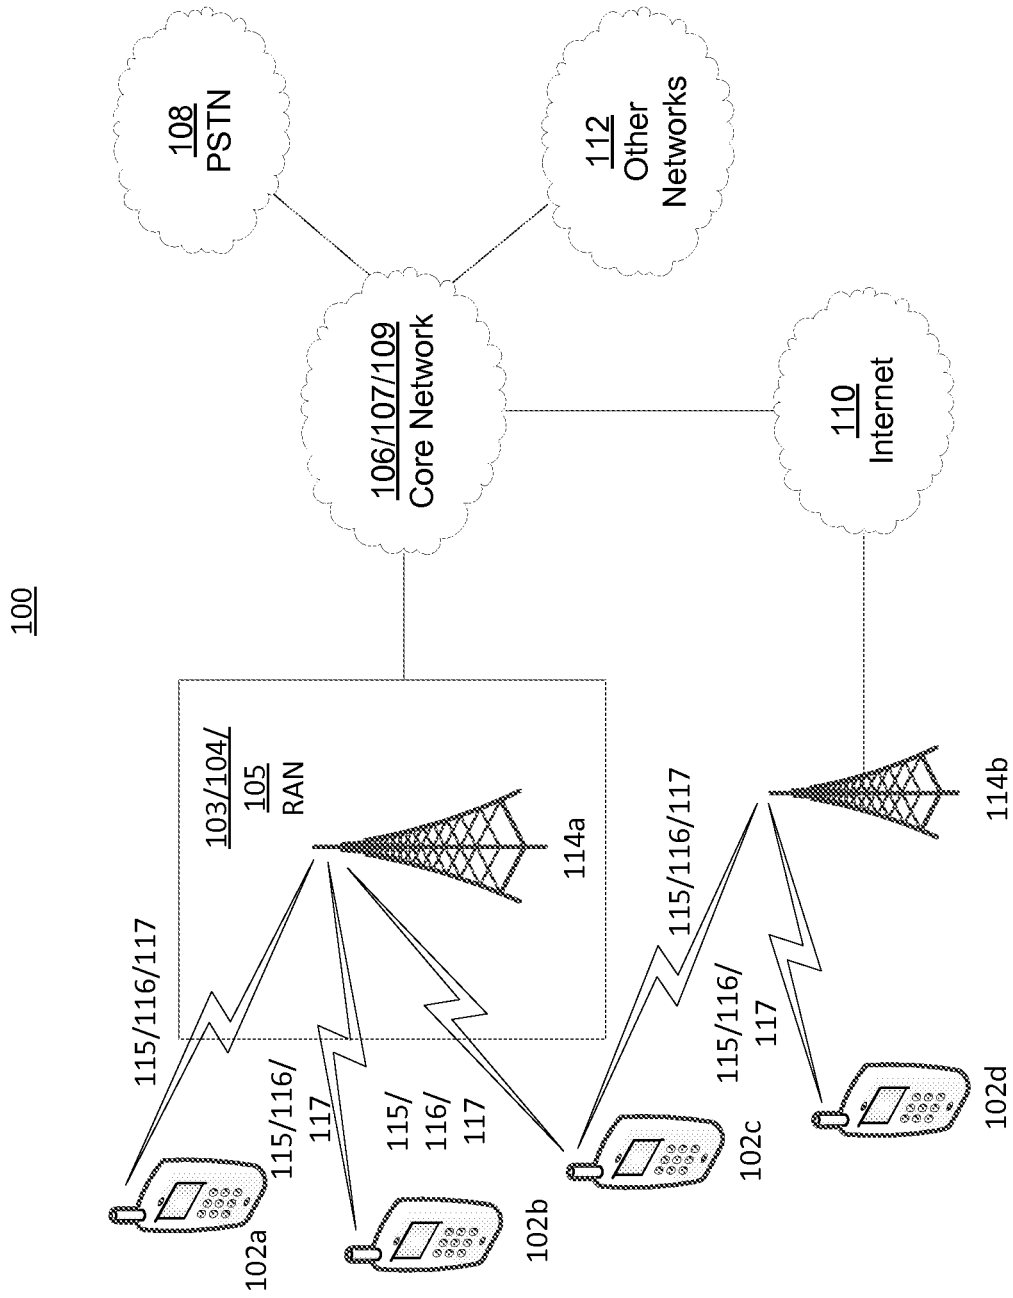 100
115/116/117
102a
103/104/
105
RAN
115/116/
117
102b
115/
116/
117
114a
102c
115/116/117
115/116/
117
102d
114b
106/107/109
Core Network
108
PSTN
112
Other
Networks
110
Internet